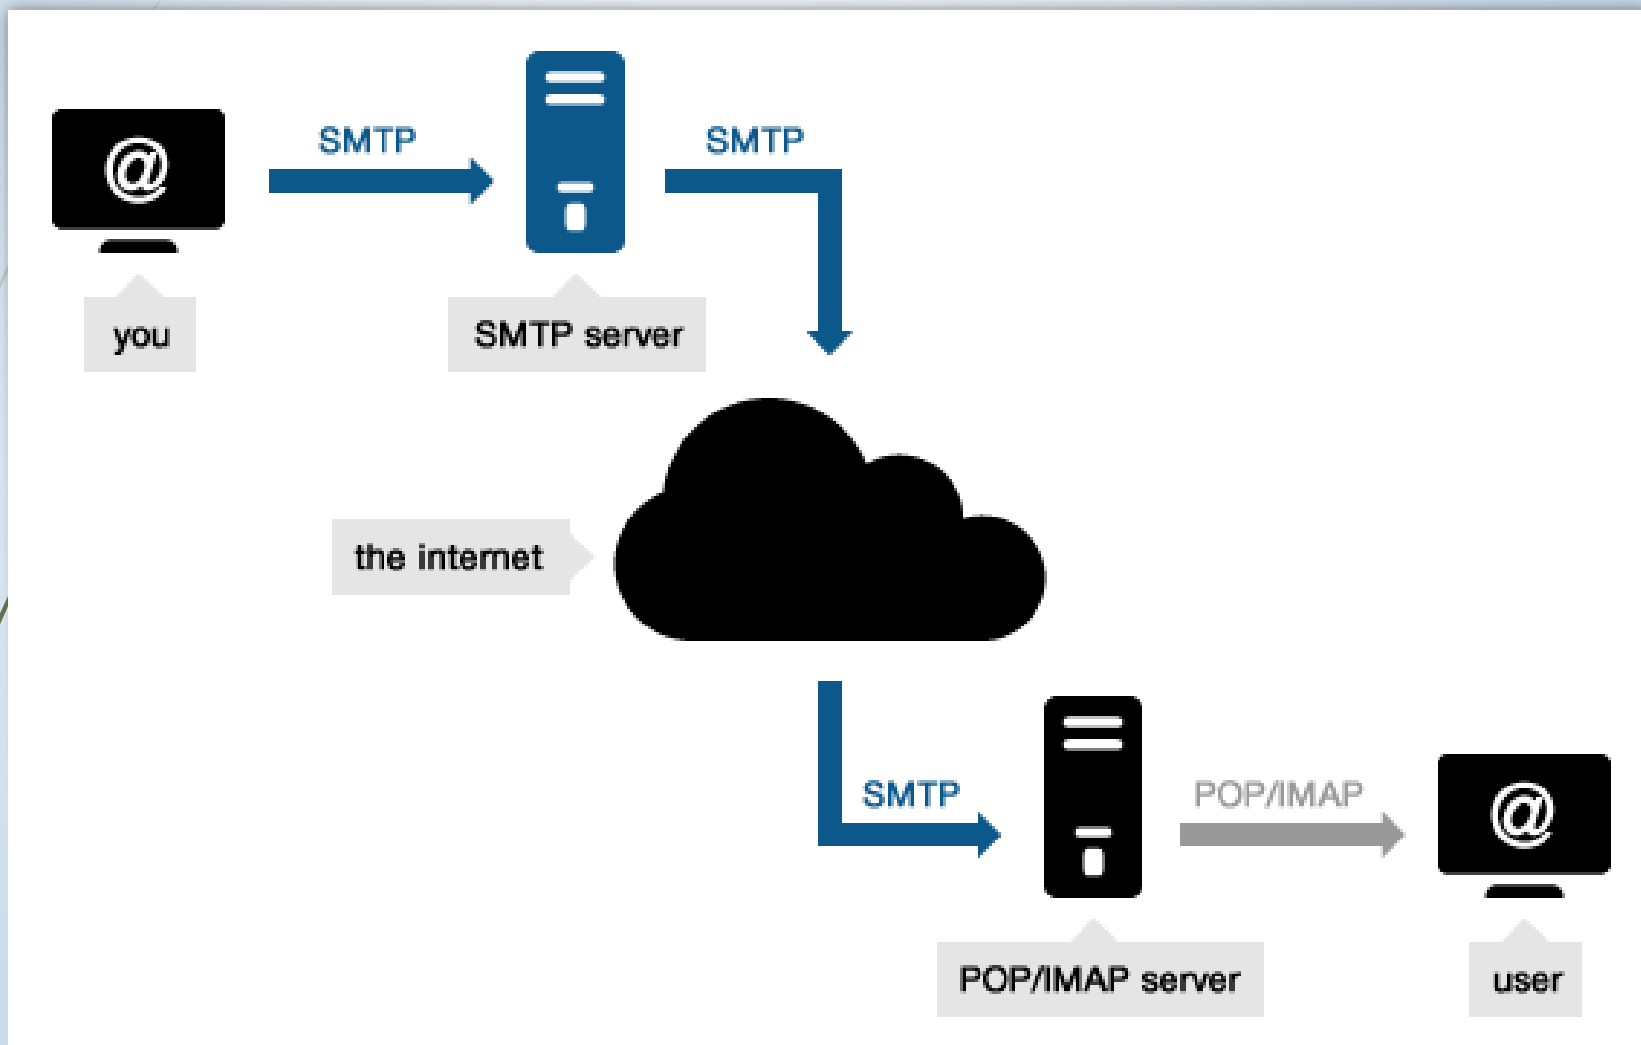 @
SMTP
SMTP
you
SMTP server
the internet
SMTP
POP/IMAP
@
POP/IMAP server
user